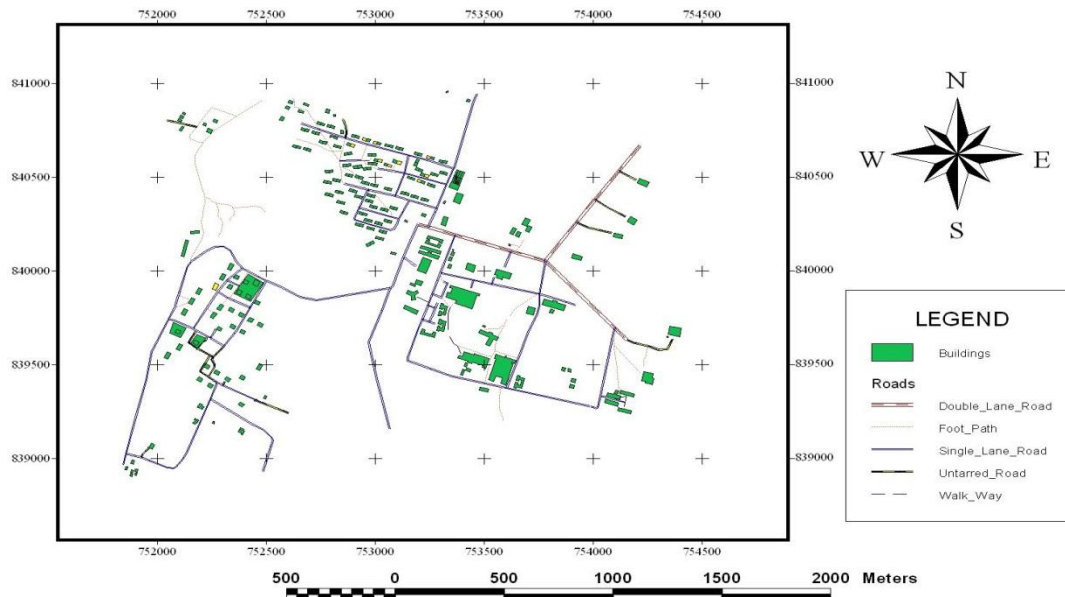 752000 752500 753000 753500 754000 754500
841000 841000
840500 840500
840000 840000
839500 839500
839000 839000
752000 752500 753000 753500 754000 754500
N
W E
S
LEGEND
Buildings
Roads
Double_Lane_Road
Foot_Path
Single_Lane_Road
Untarred_Road
Walk_Way
500 0 500 1000 1500 2000 Meters